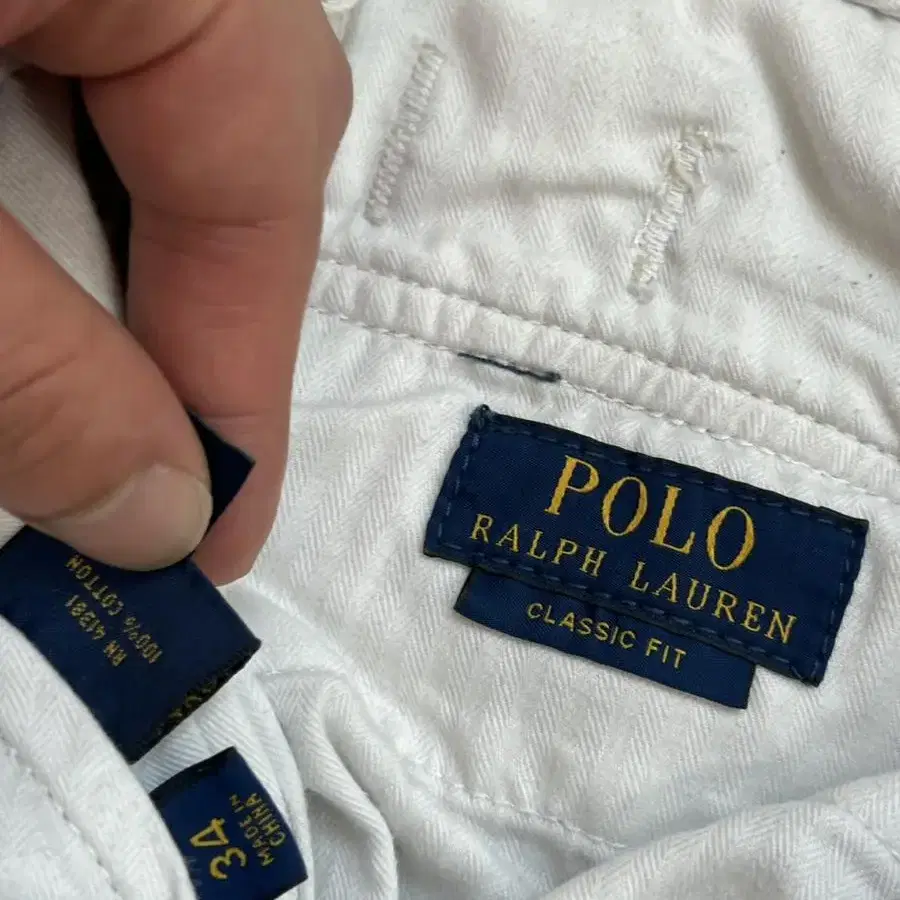 POLO
RALPH LAUREN
CLASSIC FIT
100% COTTON
RN 41381
34
MADE IN
CHINA